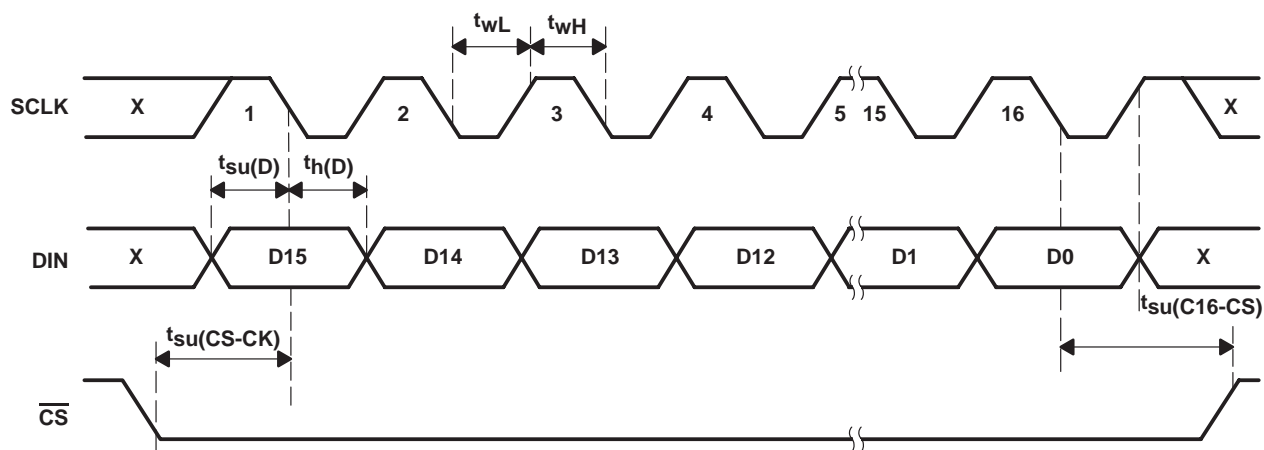 twL twH
SCLK X 1 2 3 4 5 15 16 X
tsu(D) th(D)
DIN X D15 D14 D13 D12 D1 D0 X
tsu(CS-CK) tsu(C16-CS)
CS